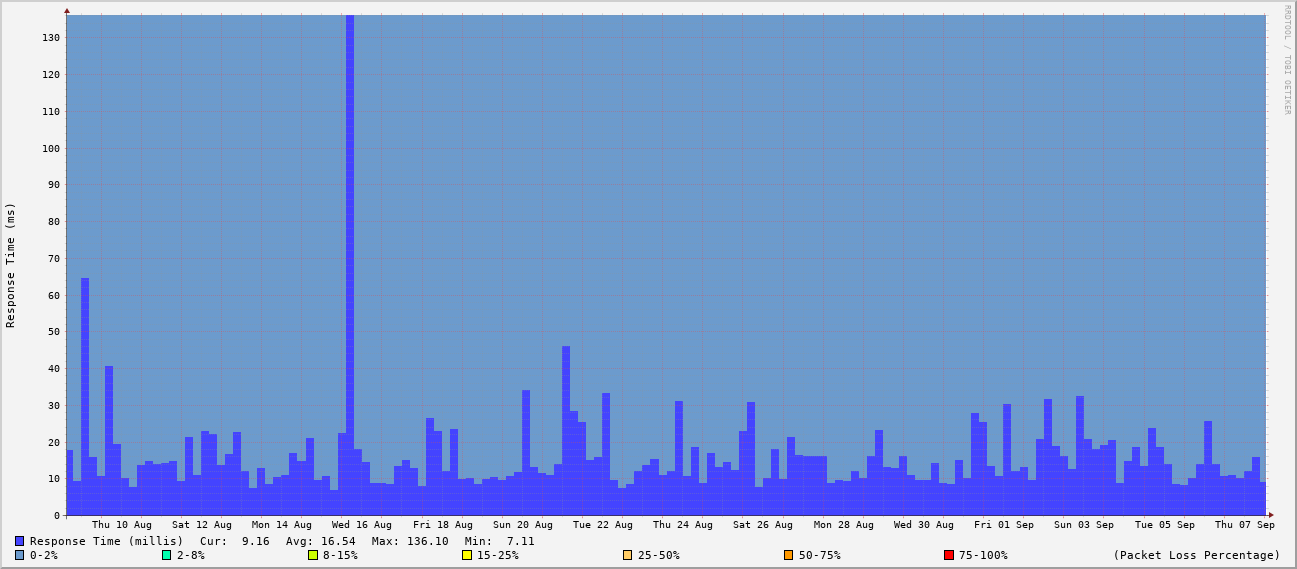 RRDTOOL / TOBI OETIKER
Response Time (ms)
130
120
110
100
90
80
70
60
50
40
30
20
10
0
Thu 10 Aug Sat 12 Aug Mon 14 Aug Wed 16 Aug Fri 18 Aug Sun 20 Aug Tue 22 Aug Thu 24 Aug Sat 26 Aug Mon 28 Aug Wed 30 Aug Fri 01 Sep Sun 03 Sep Tue 05 Sep Thu 07 Sep
Response Time (millis) Cur: 9.16 Avg: 16.54 Max: 136.10 Min: 7.11
0-2% 2-8% 8-15% 15-25% 25-50% 50-75% 75-100% (Packet Loss Percentage)